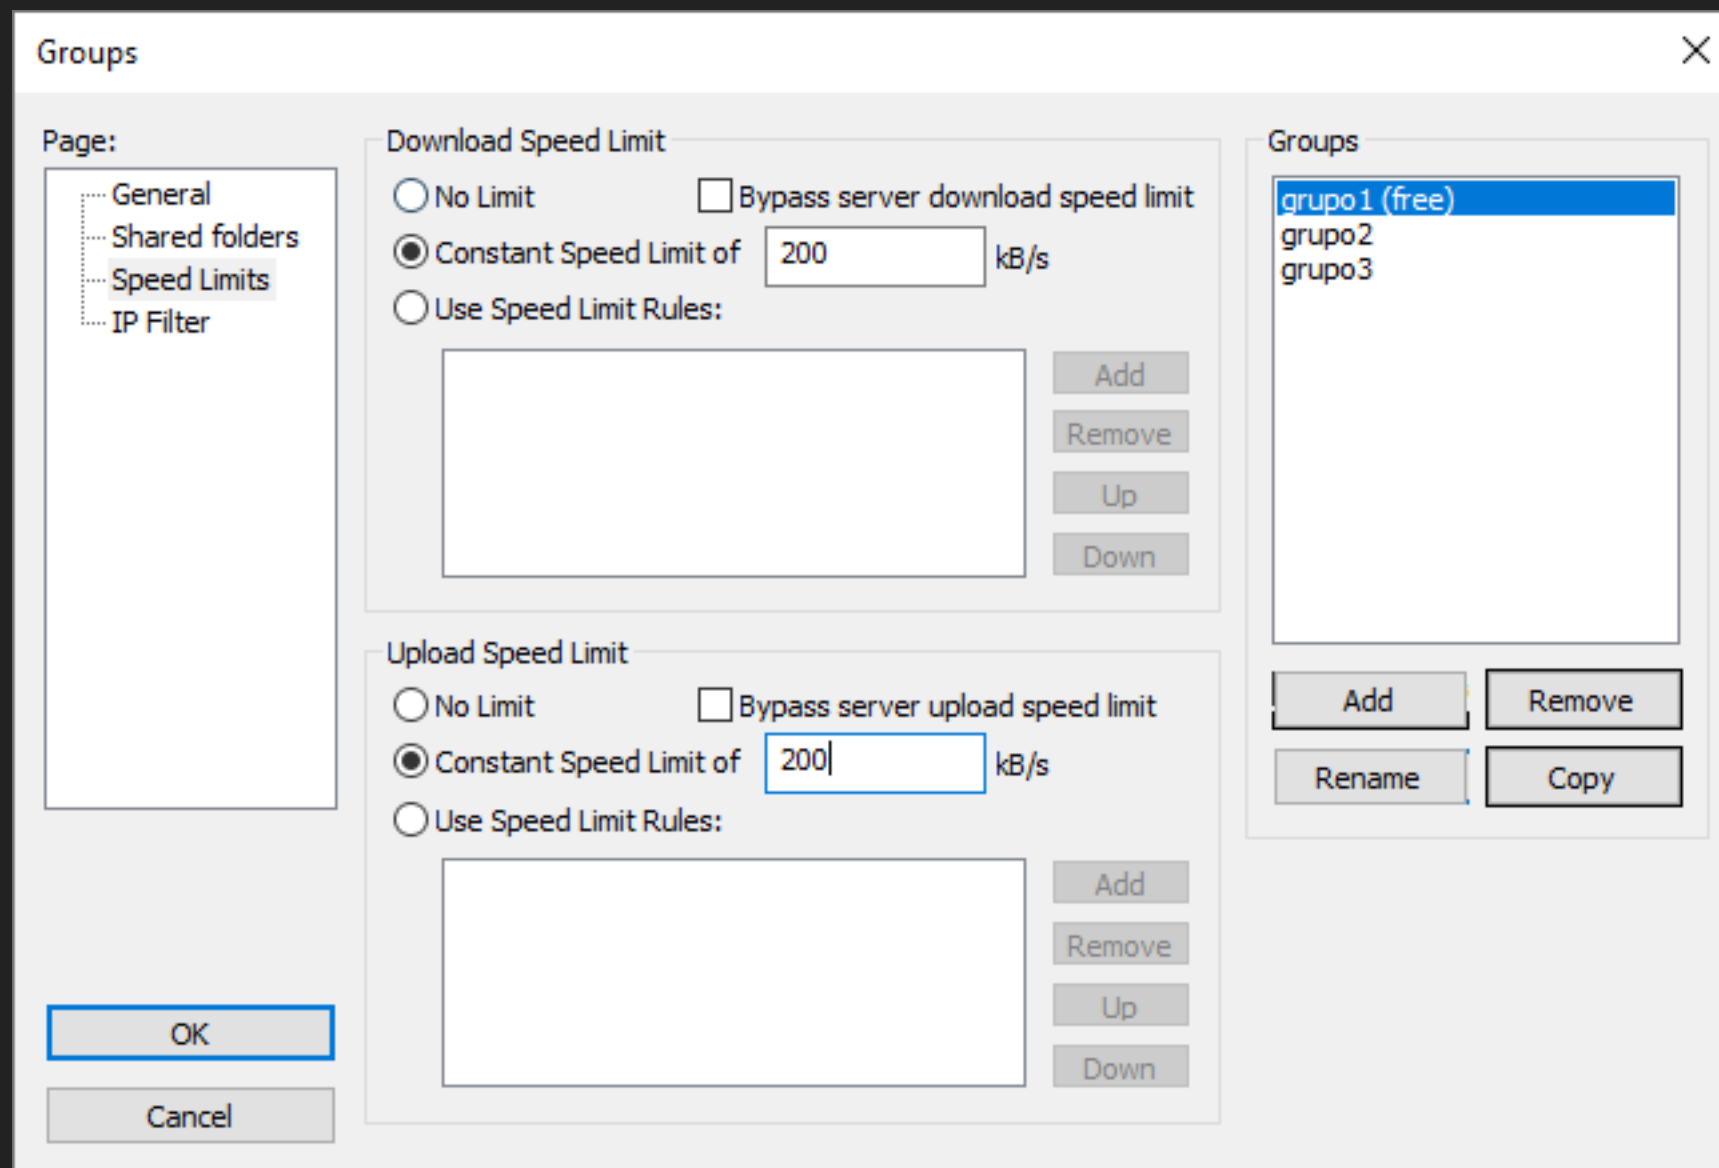 Groups
Page:
General
Shared folders
Speed Limits
IP Filter
OK
Cancel
Download Speed Limit
No Limit
Bypass server download speed limit
Constant Speed Limit of 200 kB/s
Use Speed Limit Rules:
Add
Remove
Up
Down
Upload Speed Limit
No Limit
Bypass server upload speed limit
Constant Speed Limit of 200 kB/s
Use Speed Limit Rules:
Add
Remove
Up
Down
Groups
grupo1 (free)
grupo2
grupo3
Add
Remove
Rename
Copy